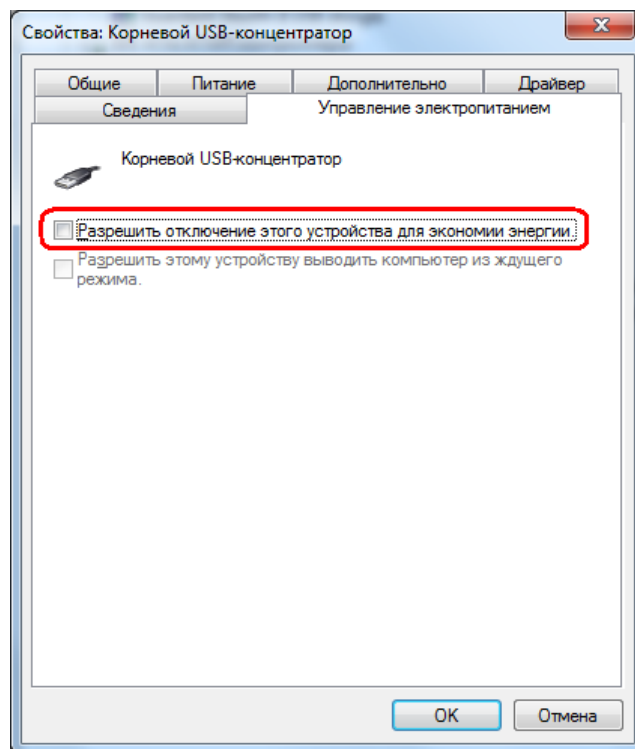 Свойства: Корневой USB-концентратор
Общие Питание Дополнительно Драйвер
Сведения Управление электропитанием
Корневой USB-концентратор
Разрешить отключение этого устройства для экономии энергии.
Разрешить этому устройству выводить компьютер из ждущего
режима.
OK Отмена